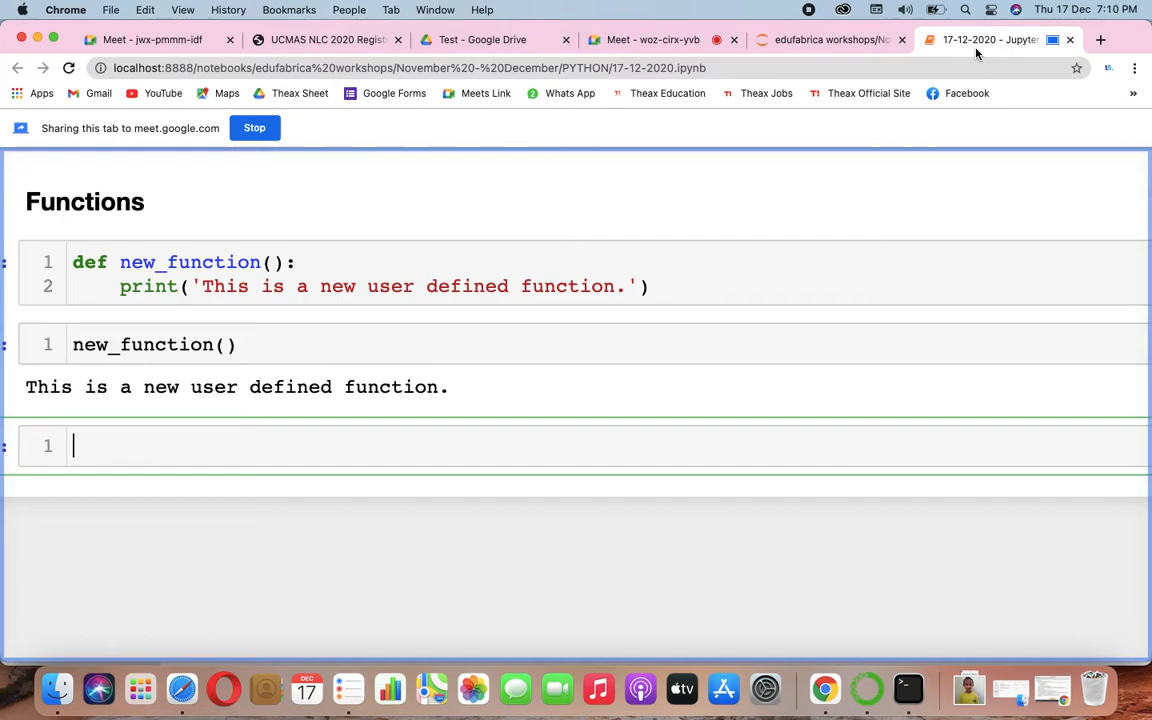 Chrome File Edit View History Bookmarks People Tab Window Help Thu 17 Dec 7:10 PM
Meet - jwx-pmmm-idf UCMAS NLC 2020 Regist Test - Google Drive Meet - woz-cirx-yvb edufabrica workshops/No 17-12-2020 - Jupyter
localhost:8888/notebooks/edufabrica%20workshops/November%20-%20December/PYTHON/17-12-2020.ipynb
Apps Gmail YouTube Maps Theax Sheet Google Forms Meets Link Whats App Theax Education Theax Jobs Theax Official Site Facebook »
Sharing this tab to meet.google.com Stop
Functions
1 def new_function():
2 print('This is a new user defined function.')
1 new_function()
This is a new user defined function.
1
DEC
17
tv